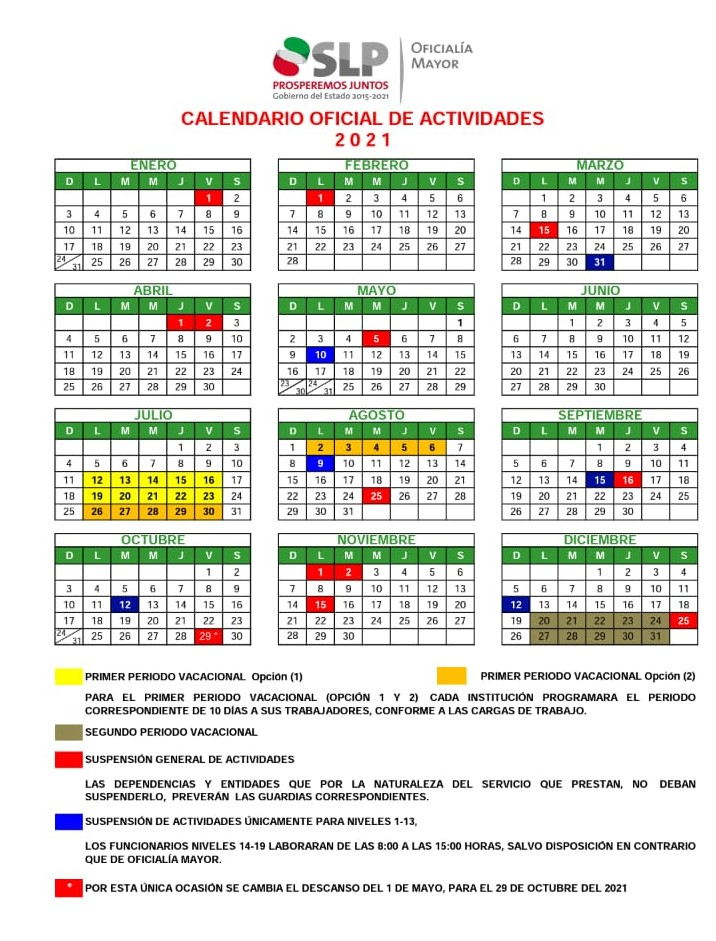 SLP
OFICIALÍA
MAYOR
PROSPEREMOS JUNTOS
Gobierno del Estado 2015-2021
CALENDARIO OFICIAL DE ACTIVIDADES
2021
ENERO FEBRERO MARZO
D L M M J V S D L M M J V S D L M M J V S
1 2 1 2 3 4 5 6 1 2 3 4 5 6
3 4 5 6 7 8 9 7 8 9 10 11 12 13 7 8 9 10 11 12 13
10 11 12 13 14 15 16 14 15 16 17 18 19 20 14 15 16 17 18 19 20
17 18 19 20 21 22 23 21 22 23 24 25 26 27 21 22 23 24 25 26 27
24 31 25 26 27 28 29 30 28 28 29 30 31
ABRIL MAYO JUNIO
D L M M J V S D L M M J V S D L M M J V S
1 2 3 1 1 2 3 4 5
4 5 6 7 8 9 10 2 3 4 5 6 7 8 6 7 8 9 10 11 12
11 12 13 14 15 16 17 9 10 11 12 13 14 15 13 14 15 16 17 18 19
18 19 20 21 22 23 24 16 17 18 19 20 21 22 20 21 22 23 24 25 26
25 26 27 28 29 30 23 30 24 31 25 26 27 28 29 27 28 29 30
JULIO AGOSTO SEPTIEMBRE
D L M M J V S D L M M J V S D L M M J V S
1 2 3 1 2 3 4 5 6 7 1 2 3 4
4 5 6 7 8 9 10 8 9 10 11 12 13 14 5 6 7 8 9 10 11
11 12 13 14 15 16 17 15 16 17 18 19 20 21 12 13 14 15 16 17 18
18 19 20 21 22 23 24 22 23 24 25 26 27 28 19 20 21 22 23 24 25
25 26 27 28 29 30 31 29 30 31 26 27 28 29 30
OCTUBRE NOVIEMBRE DICIEMBRE
D L M M J V S D L M M J V S D L M M J V S
1 2 1 2 3 4 5 6 1 2 3 4
3 4 5 6 7 8 9 7 8 9 10 11 12 13 5 6 7 8 9 10 11
10 11 12 13 14 15 16 14 15 16 17 18 19 20 12 13 14 15 16 17 18
17 18 19 20 21 22 23 21 22 23 24 25 26 27 19 20 21 22 23 24 25
24 31 25 26 27 28 29 * 30 28 29 30 26 27 28 29 30 31
PRIMER PERIODO VACACIONAL Opción (1) PRIMER PERIODO VACACIONAL Opción (2)
PARA EL PRIMER PERIODO VACACIONAL (OPCIÓN 1 Y 2) CADA INSTITUCIÓN PROGRAMARA EL PERIODO
CORRESPONDIENTE DE 10 DÍAS A SUS TRABAJADORES, CONFORME A LAS CARGAS DE TRABAJO.
SEGUNDO PERIODO VACACIONAL
SUSPENSIÓN GENERAL DE ACTIVIDADES
LAS DEPENDENCIAS Y ENTIDADES QUE POR LA NATURALEZA DEL SERVICIO QUE PRESTAN, NO DEBAN
SUSPENDERLO, PREVERÁN LAS GUARDIAS CORRESPONDIENTES.
SUSPENSIÓN DE ACTIVIDADES ÚNICAMENTE PARA NIVELES 1-13,
LOS FUNCIONARIOS NIVELES 14-19 LABORARAN DE LAS 8:00 A LAS 15:00 HORAS, SALVO DISPOSICIÓN EN CONTRARIO
QUE DE OFICIALÍA MAYOR.
* POR ESTA ÚNICA OCASIÓN SE CAMBIA EL DESCANSO DEL 1 DE MAYO, PARA EL 29 DE OCTUBRE DEL 2021